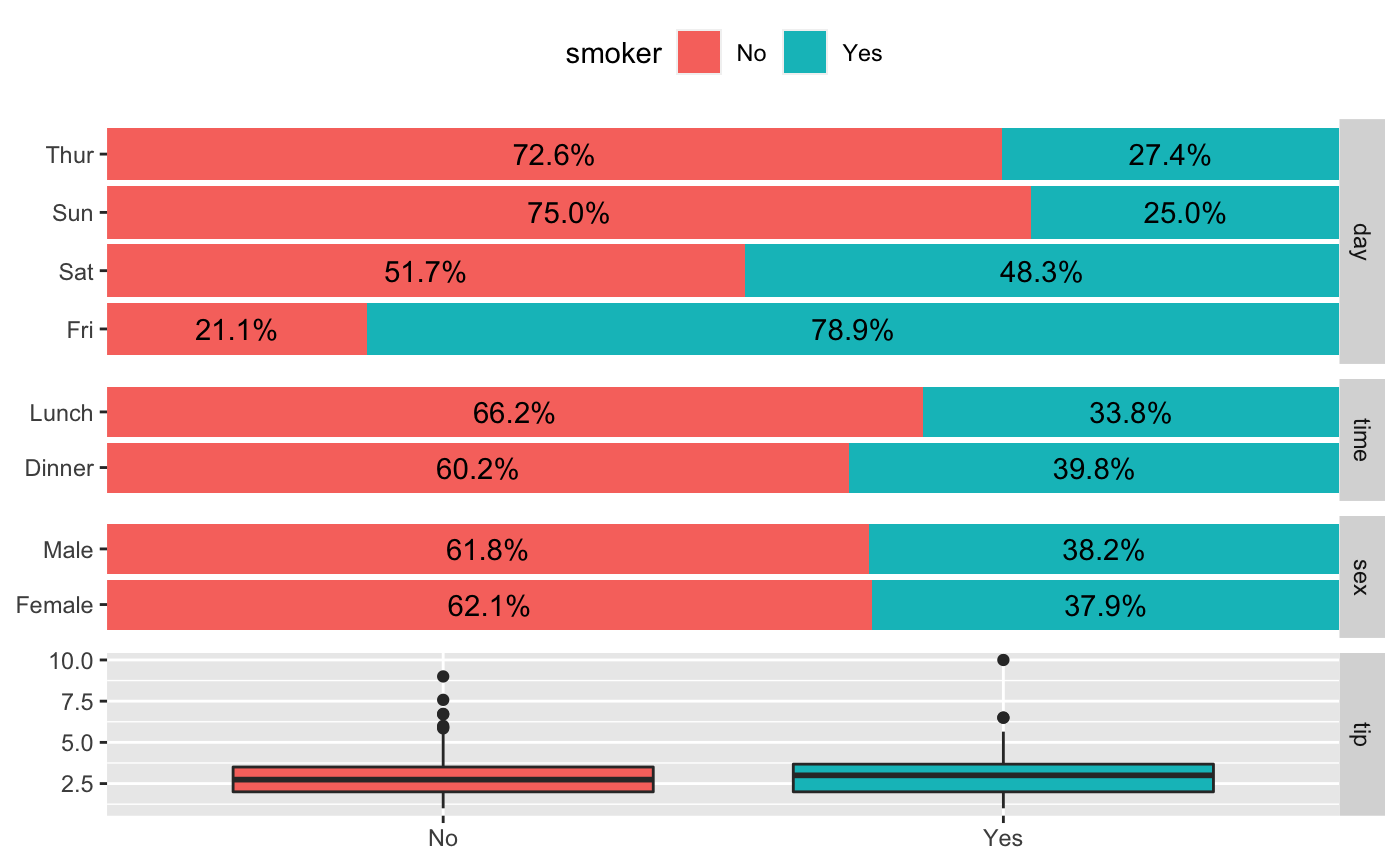 smoker No Yes
Thur 72.6% 27.4%
Sun 75.0% 25.0%
Sat 51.7% 48.3%
Fri 21.1% 78.9%
day
Lunch 66.2% 33.8%
Dinner 60.2% 39.8%
time
Male 61.8% 38.2%
Female 62.1% 37.9%
sex
10.0
7.5
5.0
2.5
tip
No Yes